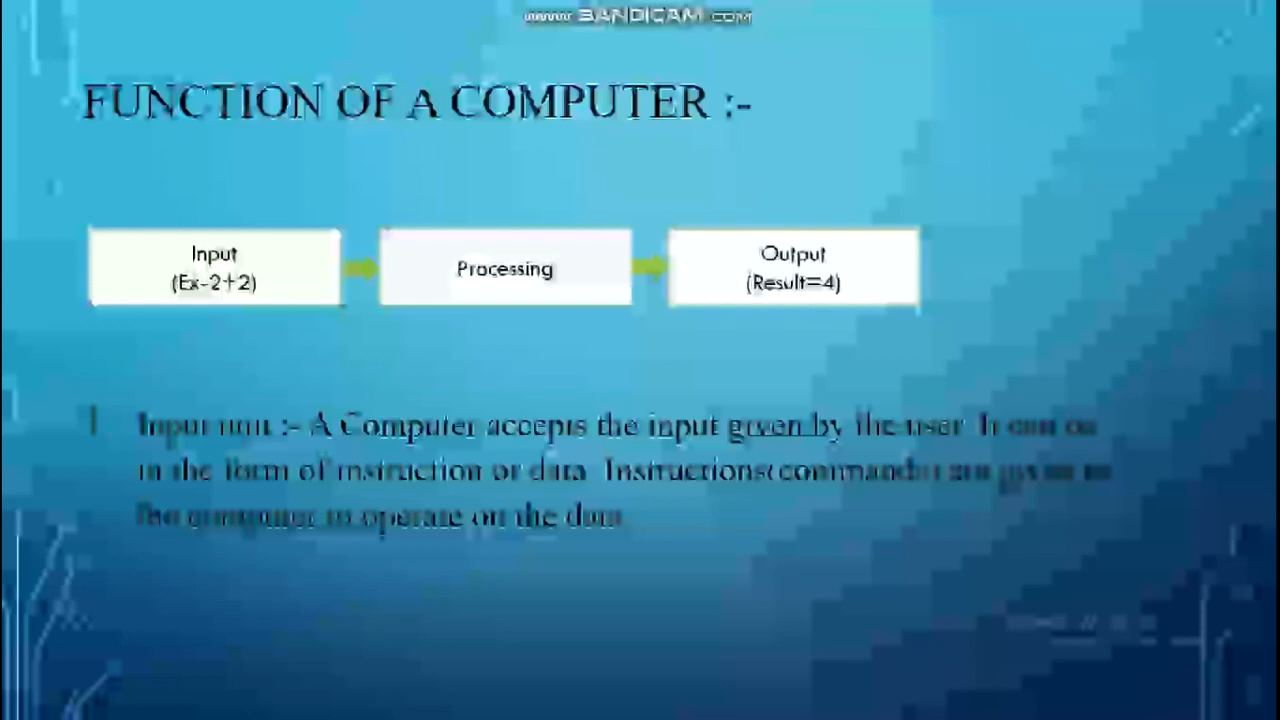 www.BANDICAM.COM
FUNCTION OF A COMPUTER :-
Input
(Ex-2+2)
Processing
Output
(Result=4)
1 Input unit :- A Computer accepts the input given by the user. It can be
in the form of instruction or data. Instructions(commands) are given to
the computer to operate on the data.